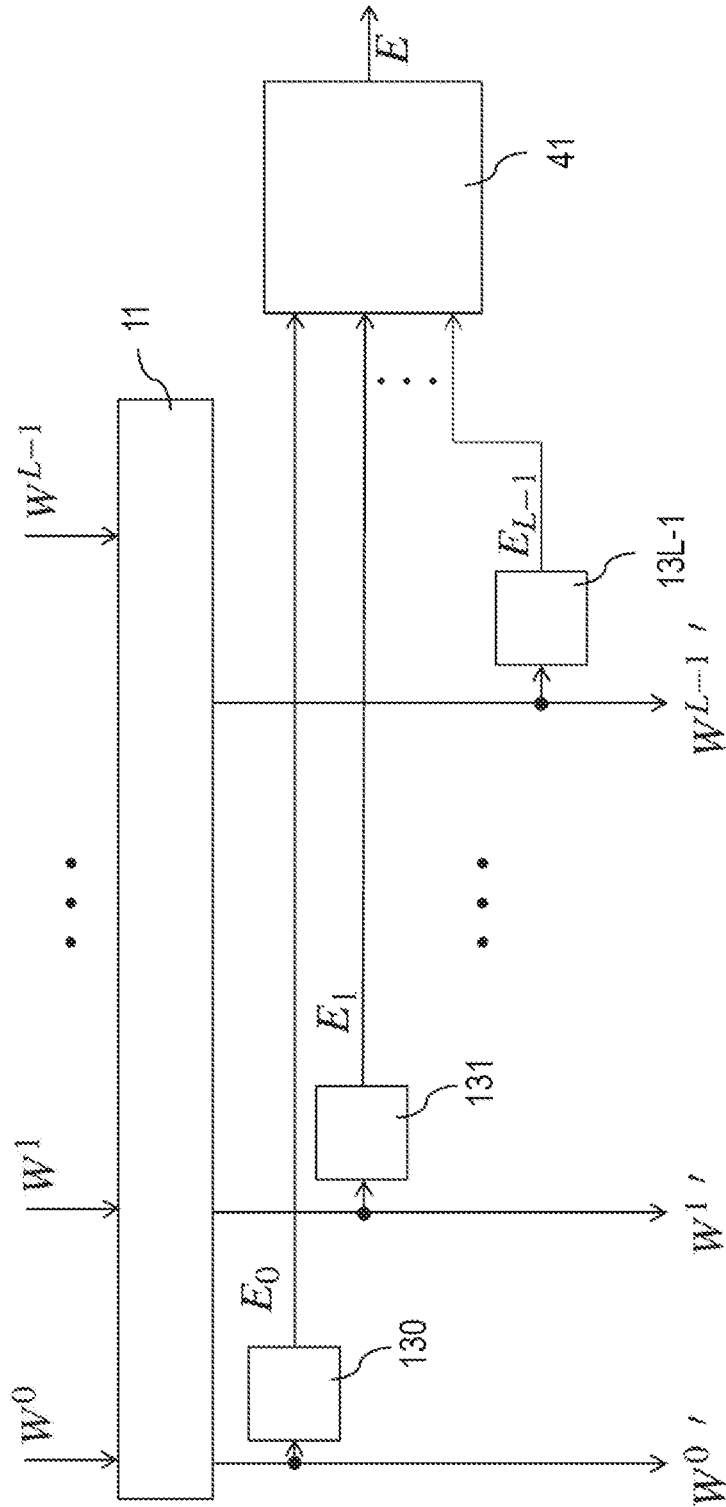 W^0
W^1
• • •
W^{L-1}
11
E_0
130
E_1
131
• • •
E_{L-1}
13L-1
• • •
41
E
W^0 '
W^1 '
W^{L-1} '